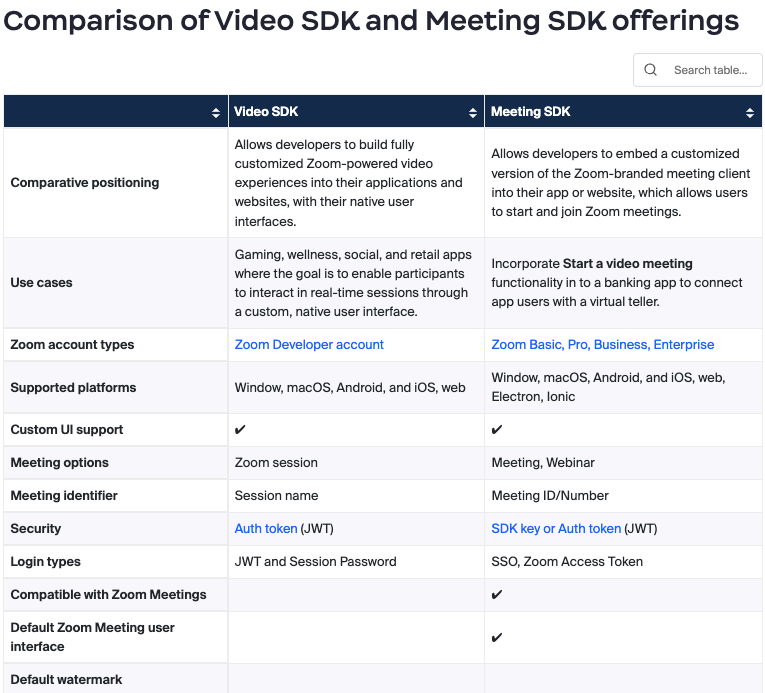 Comparison of Video SDK and Meeting SDK offerings
Search table...
Video SDK
Meeting SDK
Comparative positioning
Allows developers to build fully
customized Zoom-powered video
experiences into their applications and
websites, with their native user
interfaces.
Allows developers to embed a customized
version of the Zoom-branded meeting client
into their app or website, which allows users
to start and join Zoom meetings.
Use cases
Gaming, wellness, social, and retail apps
where the goal is to enable participants
to interact in real-time sessions through
a custom, native user interface.
Incorporate Start a video meeting
functionality in to a banking app to connect
app users with a virtual teller.
Zoom account types
Zoom Developer account
Zoom Basic, Pro, Business, Enterprise
Supported platforms
Window, macOS, Android, and iOS, web
Window, macOS, Android, and iOS, web,
Electron, Ionic
Custom UI support
✔
✔
Meeting options
Zoom session
Meeting, Webinar
Meeting identifier
Session name
Meeting ID/Number
Security
Auth token (JWT)
SDK key or Auth token (JWT)
Login types
JWT and Session Password
SSO, Zoom Access Token
Compatible with Zoom Meetings
✔
Default Zoom Meeting user
interface
✔
Default watermark